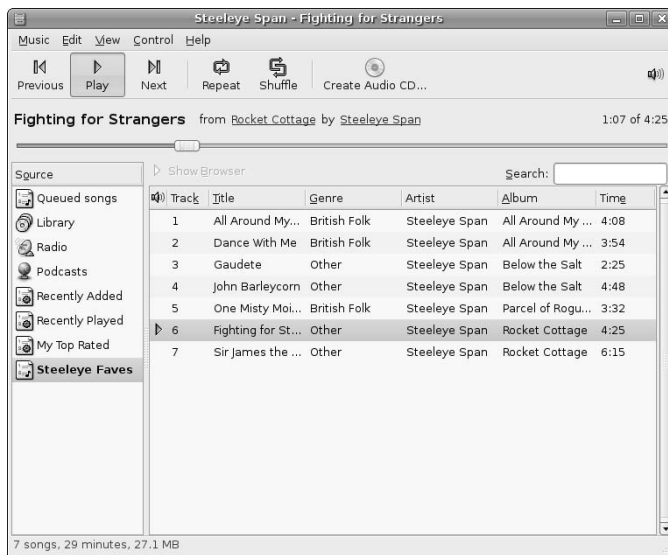 Steeleye Span - Fighting for Strangers
Music Edit View Control Help
Previous Play Next Repeat Shuffle Create Audio CD...
Fighting for Strangers from Rocket Cottage by Steeleye Span 1:07 of 4:25
Source
Queued songs
Library
Radio
Podcasts
Recently Added
Recently Played
My Top Rated
Steeleye Faves
Show Browser Search:
Track Title Genre Artist Album Time
1 All Around My... British Folk Steeleye Span All Around My ... 4:08
2 Dance With Me British Folk Steeleye Span All Around My ... 3:54
3 Gaudete Other Steeleye Span Below the Salt 2:25
4 John Barleycorn Other Steeleye Span Below the Salt 4:48
5 One Misty Moi... British Folk Steeleye Span Parcel of Rogu... 3:32
6 Fighting for St... Other Steeleye Span Rocket Cottage 4:25
7 Sir James the ... Other Steeleye Span Rocket Cottage 6:15
7 songs, 29 minutes, 27.1 MB